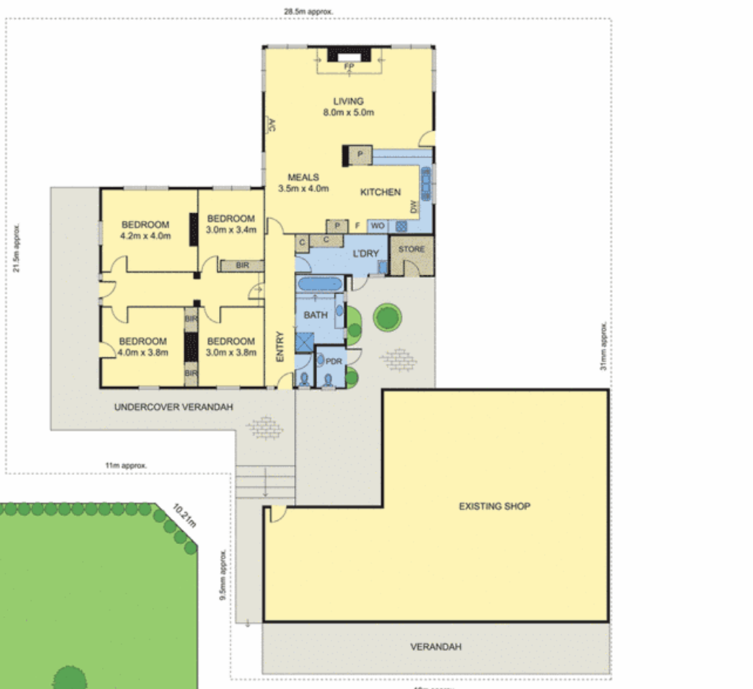 28.5m approx.
FP
LIVING
8.0m x 5.0m
A/C
P
MEALS
3.5m x 4.0m
KITCHEN
DW
BEDROOM
4.2m x 4.0m
BEDROOM
3.0m x 3.4m
P
F
WO
C
C
L'DRY
STORE
21.5m approx.
BIR
BATH
BIR
BEDROOM
4.0m x 3.8m
BEDROOM
3.0m x 3.8m
ENTRY
PDR
31m approx.
BIR
UNDERCOVER VERANDAH
11m approx.
EXISTING SHOP
10.21m
9.5mm approx.
VERANDAH